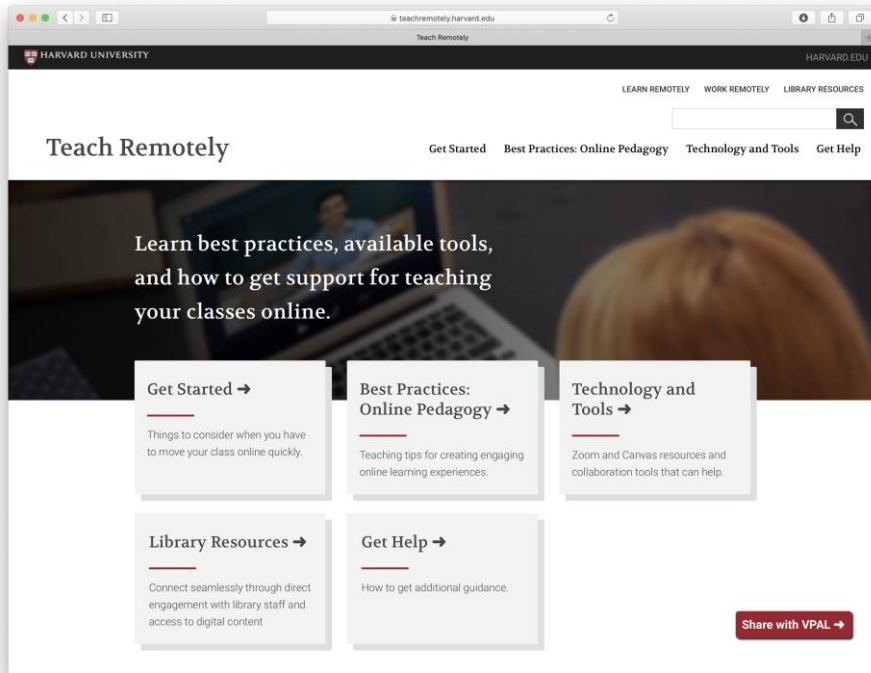 teachremotely.harvard.edu
Teach Remotely
HARVARD UNIVERSITY
HARVARD.EDU
LEARN REMOTELY WORK REMOTELY LIBRARY RESOURCES
Teach Remotely
Get Started Best Practices: Online Pedagogy Technology and Tools Get Help
Learn best practices, available tools,
and how to get support for teaching
your classes online.
Get Started ➜
Things to consider when you have
to move your class online quickly.
Best Practices:
Online Pedagogy ➜
Teaching tips for creating engaging
online learning experiences.
Technology and
Tools ➜
Zoom and Canvas resources and
collaboration tools that can help.
Library Resources ➜
Connect seamlessly through direct
engagement with library staff and
access to digital content
Get Help ➜
How to get additional guidance.
Share with VPAL ➜